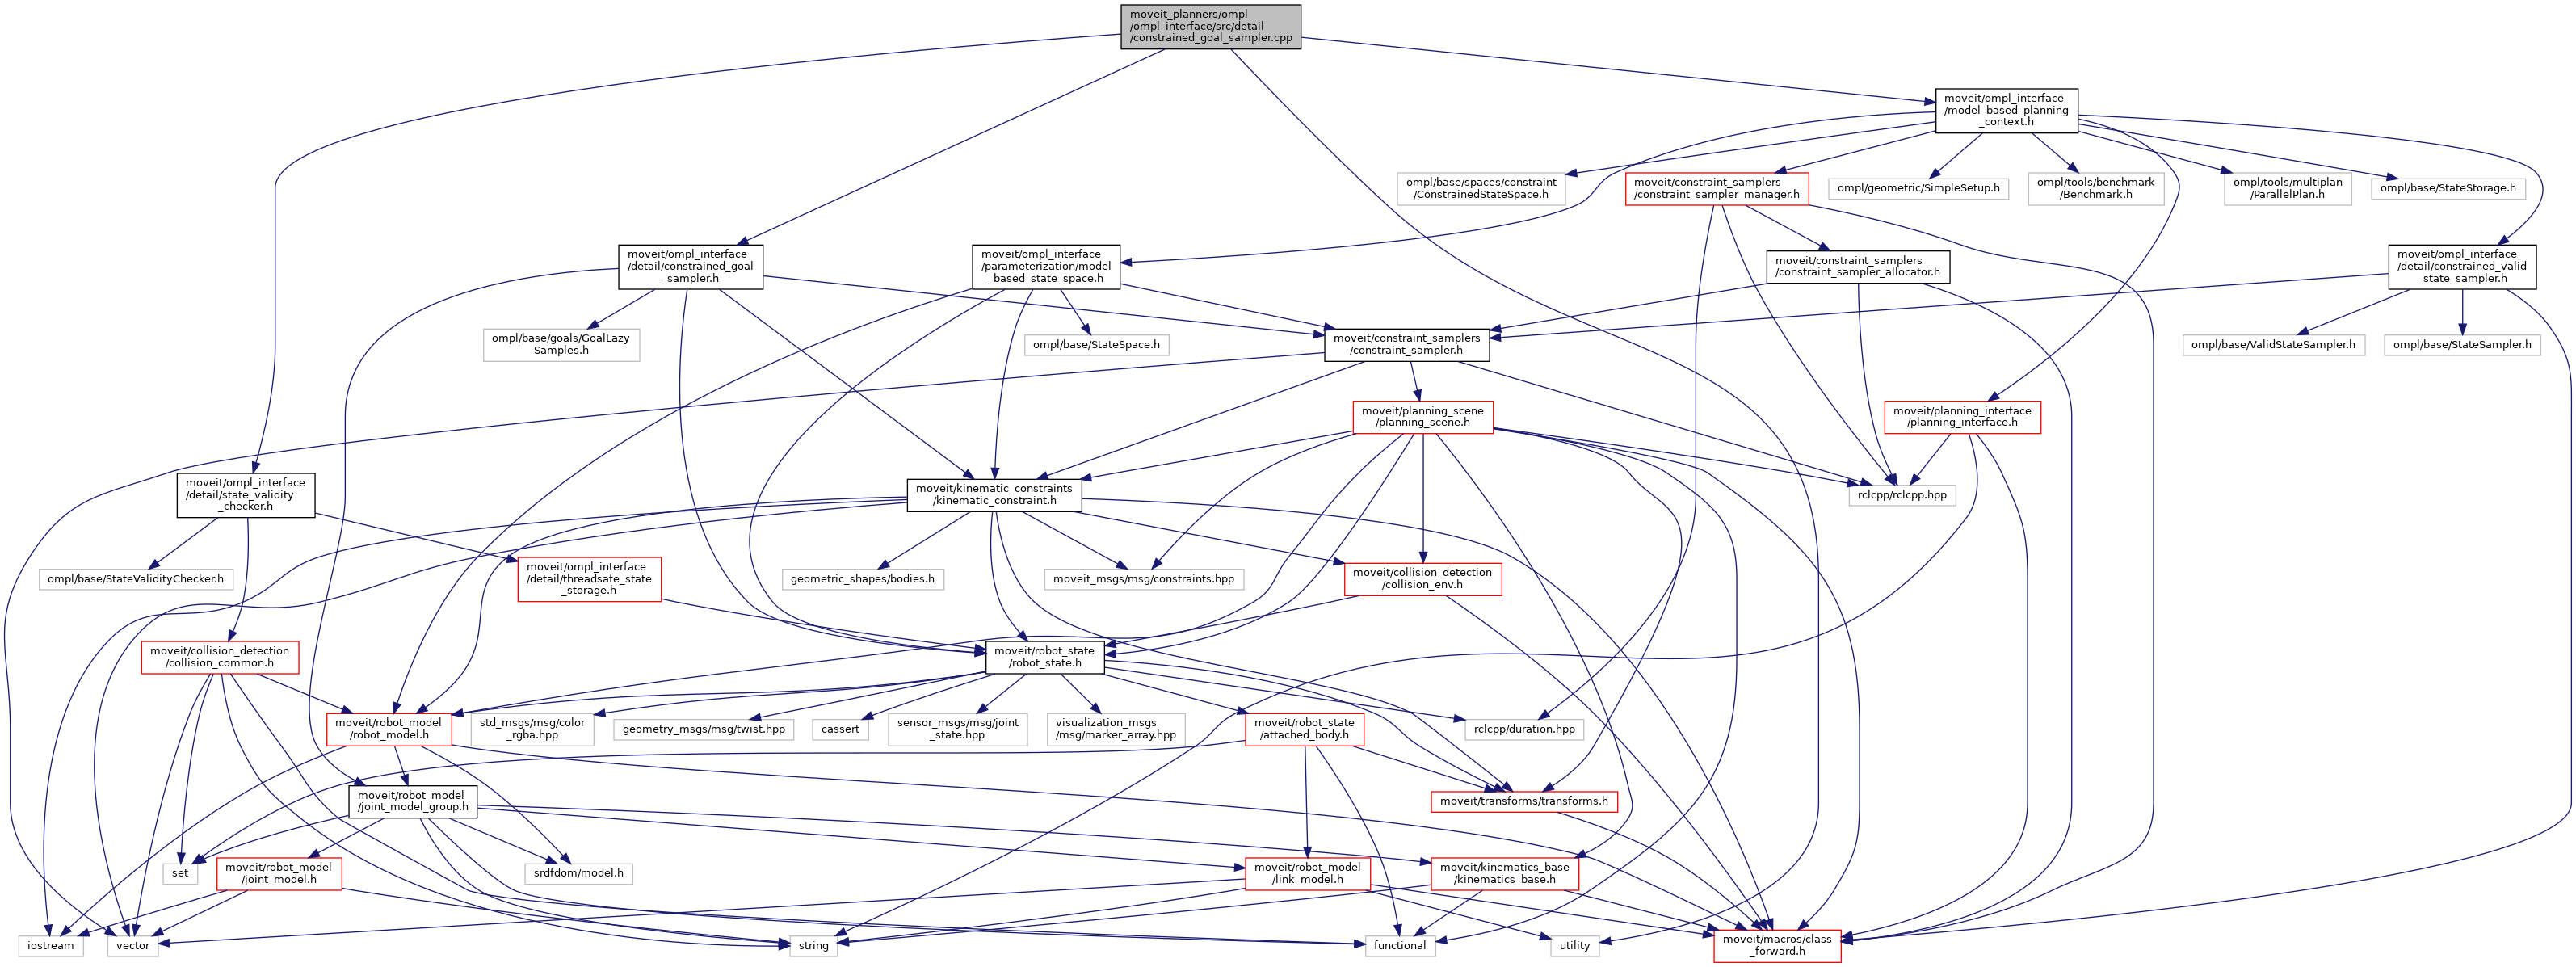 moveit_planners/ompl
/ompl_interface/src/detail
/constrained_goal_sampler.cpp
moveit/ompl_interface
/model_based_planning
_context.h
ompl/base/spaces/constraint
/ConstrainedStateSpace.h
moveit/constraint_samplers
/constraint_sampler_manager.h
ompl/geometric/SimpleSetup.h
ompl/tools/benchmark
/Benchmark.h
ompl/tools/multiplan
/ParallelPlan.h
ompl/base/StateStorage.h
moveit/ompl_interface
/detail/constrained_goal
_sampler.h
moveit/ompl_interface
/parameterization/model
_based_state_space.h
moveit/constraint_samplers
/constraint_sampler_allocator.h
moveit/ompl_interface
/detail/constrained_valid
_state_sampler.h
ompl/base/goals/GoalLazy
Samples.h
ompl/base/StateSpace.h
moveit/constraint_samplers
/constraint_sampler.h
ompl/base/ValidStateSampler.h
ompl/base/StateSampler.h
moveit/planning_scene
/planning_scene.h
moveit/planning_interface
/planning_interface.h
moveit/ompl_interface
/detail/state_validity
_checker.h
moveit/kinematic_constraints
/kinematic_constraint.h
rclcpp/rclcpp.hpp
ompl/base/StateValidityChecker.h
moveit/ompl_interface
/detail/threadsafe_state
_storage.h
geometric_shapes/bodies.h
moveit_msgs/msg/constraints.hpp
moveit/collision_detection
/collision_env.h
moveit/collision_detection
/collision_common.h
moveit/robot_state
/robot_state.h
moveit/robot_model
/robot_model.h
std_msgs/msg/color
_rgba.hpp
geometry_msgs/msg/twist.hpp
cassert
sensor_msgs/msg/joint
_state.hpp
visualization_msgs
/msg/marker_array.hpp
moveit/robot_state
/attached_body.h
rclcpp/duration.hpp
moveit/robot_model
/joint_model_group.h
moveit/transforms/transforms.h
set
moveit/robot_model
/joint_model.h
srdfdom/model.h
moveit/robot_model
/link_model.h
moveit/kinematics_base
/kinematics_base.h
iostream
vector
string
functional
utility
moveit/macros/class
_forward.h